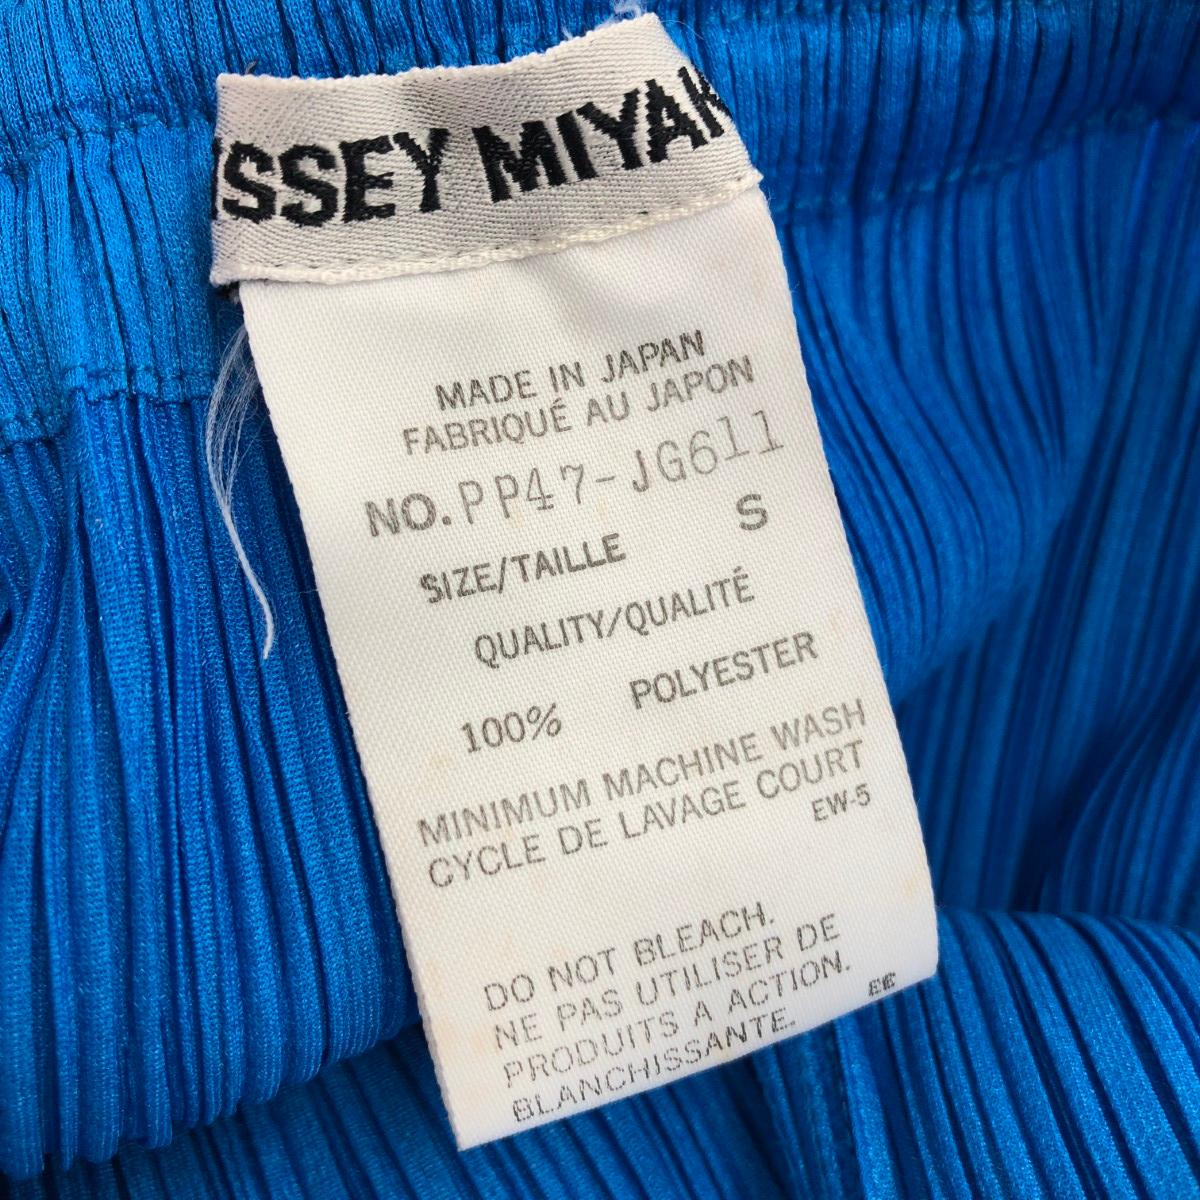 ISSEY MIYAK
MADE IN JAPAN
FABRIQUÉ AU JAPON
NO. PP47-JG611
SIZE/TAILLE S
QUALITY/QUALITÉ
100% POLYESTER
MINIMUM MACHINE WASH
CYCLE DE LAVAGE COURT
EW-5
DO NOT BLEACH.
NE PAS UTILISER DE
PRODUITS A ACTION.
BLANCHISSANTE.
EE